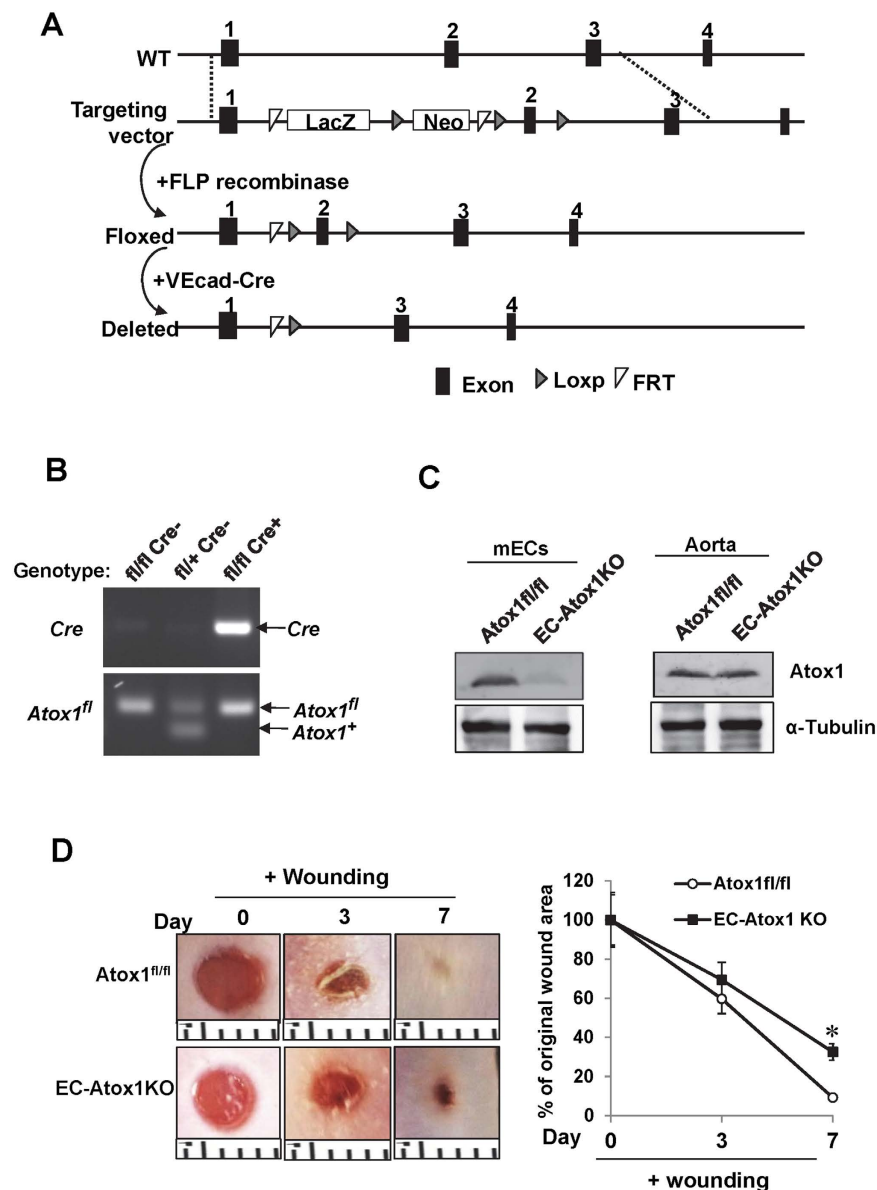 A
1 2 3 4
WT
Targeting vector
1 LacZ Neo 2 3
+FLP recombinase
1 2 3 4
Floxed
+VEcad-Cre
1 3 4
Deleted
Exon Loxp FRT
B
Genotype: fl/fl Cre- fl/+ Cre- fl/fl Cre+
Cre Cre
Atox1fl Atox1fl
Atox1+
C
mECs Aorta
Atox1fl/fl EC-Atox1KO Atox1fl/fl EC-Atox1KO
Atox1
α-Tubulin
D
+ Wounding
Day 0 3 7
Atox1fl/fl
EC-Atox1KO
% of original wound area
120
100
80
60
40
20
0
Atox1fl/fl
EC-Atox1 KO
*
Day 0 3 7
+ wounding